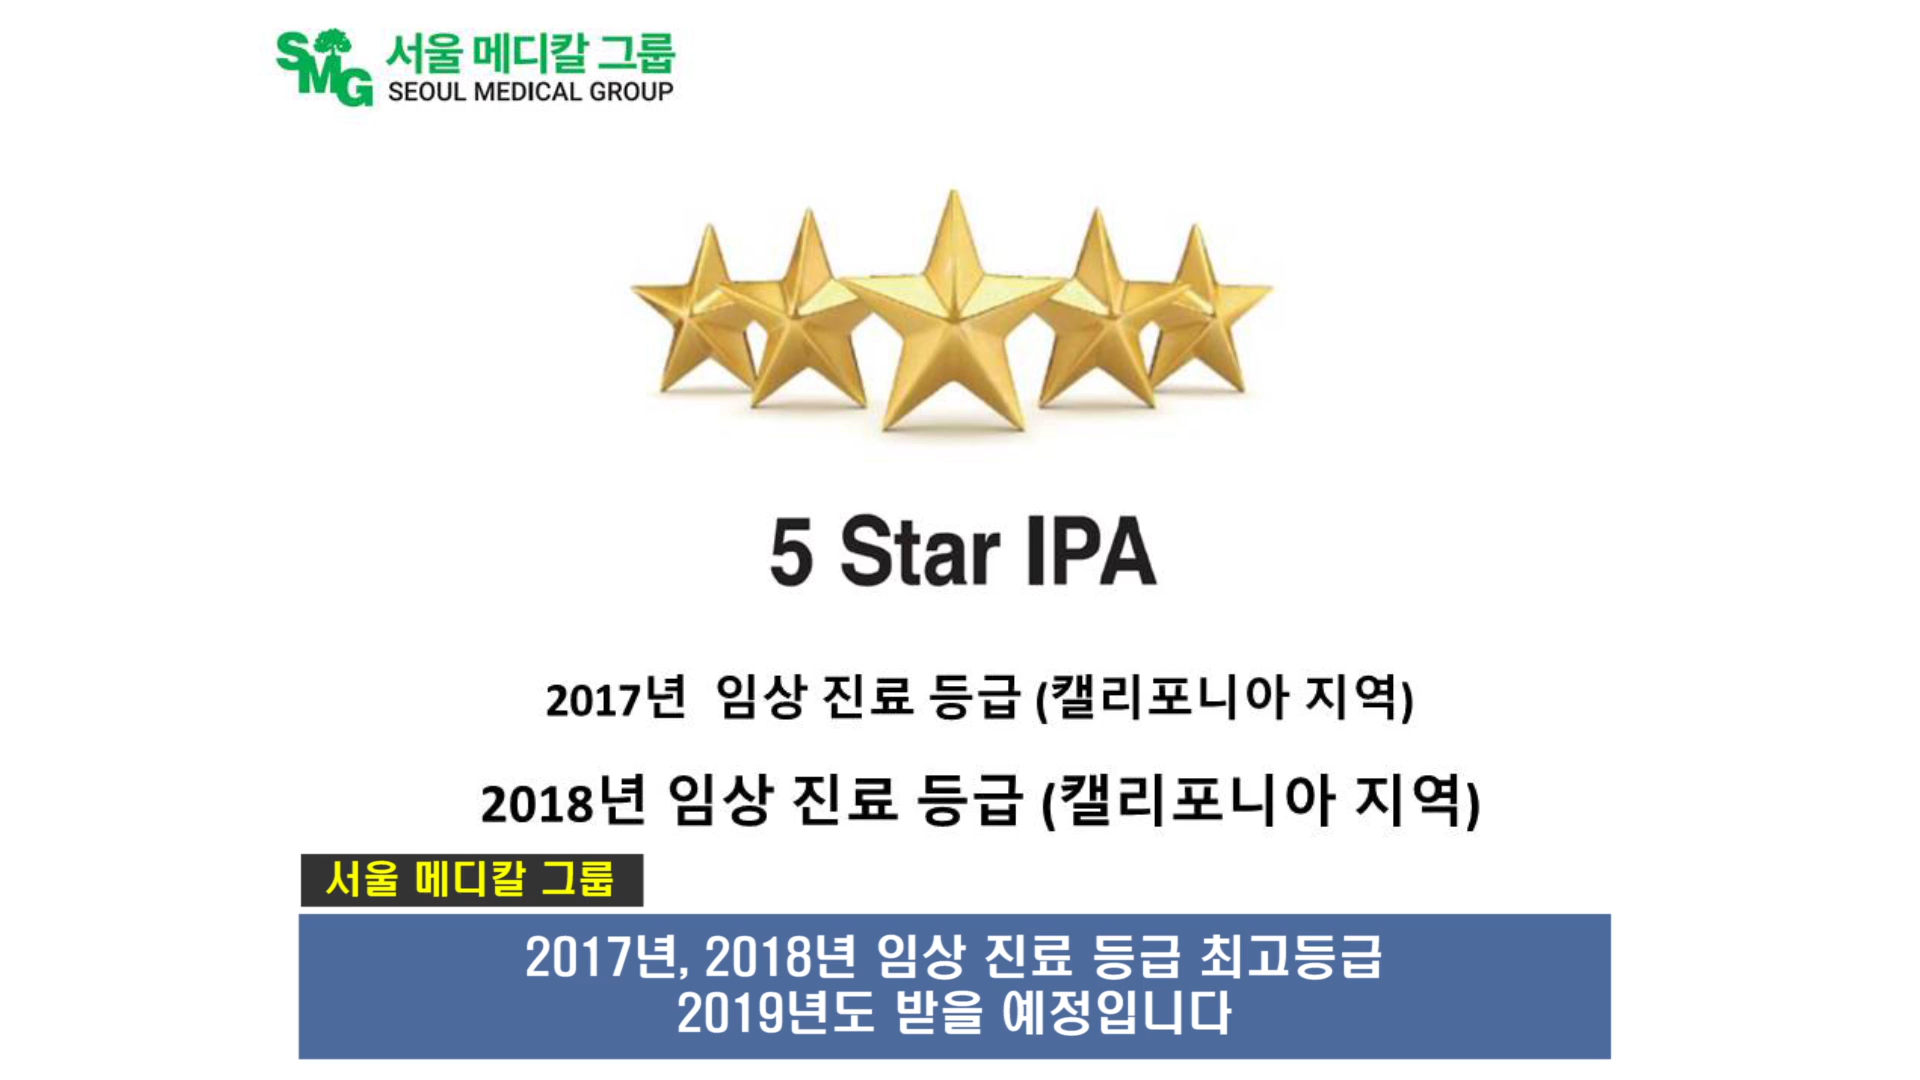 SMG 서울 메디칼 그룹
SEOUL MEDICAL GROUP
5 Star IPA
2017년 임상 진료 등급 (캘리포니아 지역)
2018년 임상 진료 등급 (캘리포니아 지역)
서울 메디칼 그룹
2017년, 2018년 임상 진료 등급 최고등급
2019년도 받을 예정입니다